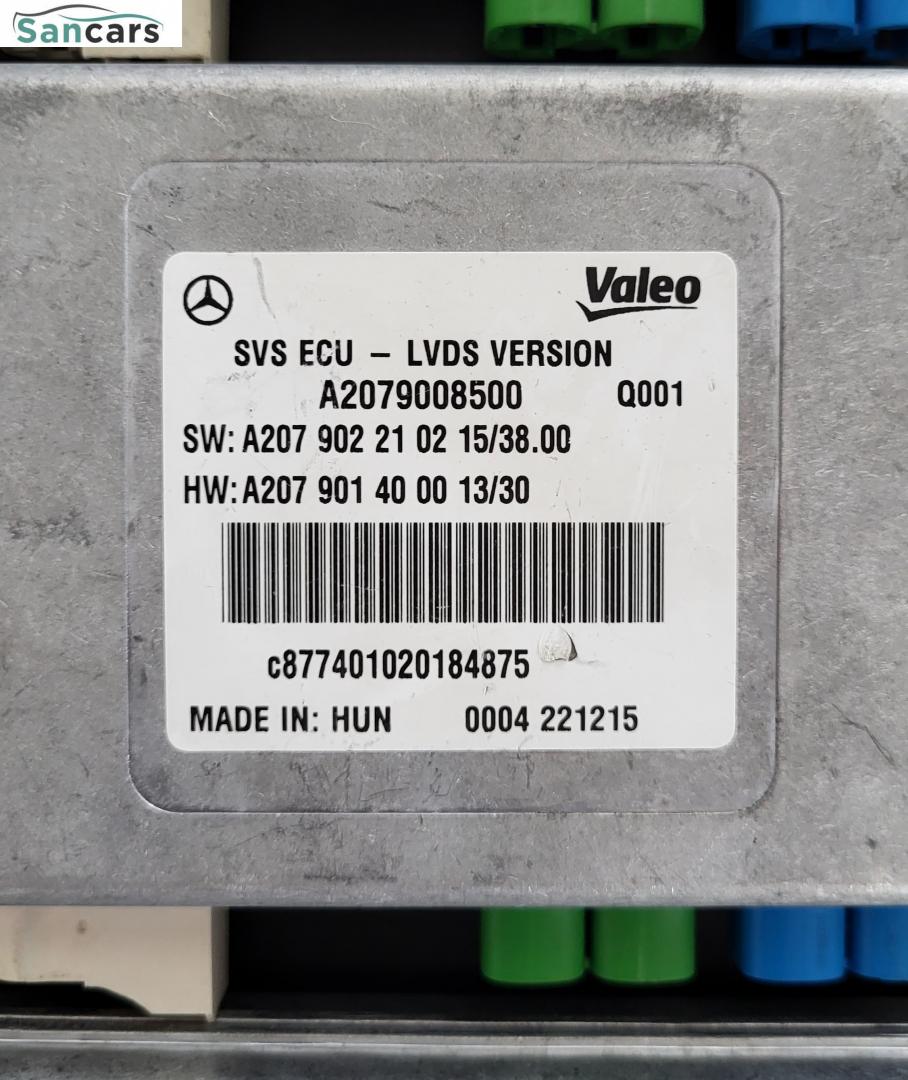 Sancars
Valeo
SVS ECU – LVDS VERSION
A2079008500 Q001
SW: A207 902 21 02 15/38.00
HW: A207 901 40 00 13/30
c877401020184875
MADE IN: HUN 0004 221215